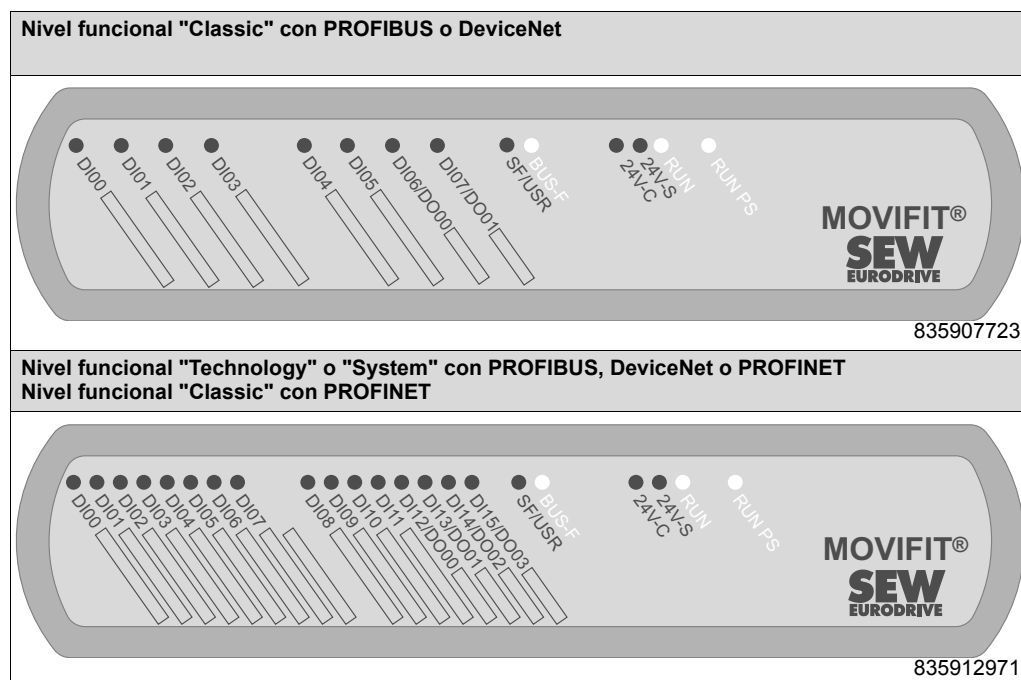 Nivel funcional "Classic" con PROFIBUS o DeviceNet
DI00
DI01
DI02
DI03
DI04
DI05
DI06/DO00
DI07/DO01
SF/USR
BUS-F
24V-C
24V-S
RUN
RUN PS
MOVIFIT®
SEW
EURODRIVE
835907723
Nivel funcional "Technology" o "System" con PROFIBUS, DeviceNet o PROFINET
Nivel funcional "Classic" con PROFINET
DI00
DI01
DI02
DI03
DI04
DI05
DI06
DI07
DI08
DI09
DI10
DI11
DI12/DO00
DI13/DO01
DI14/DO02
DI15/DO03
SF/USR
BUS-F
24V-C
24V-S
RUN
RUN PS
MOVIFIT®
SEW
EURODRIVE
835912971